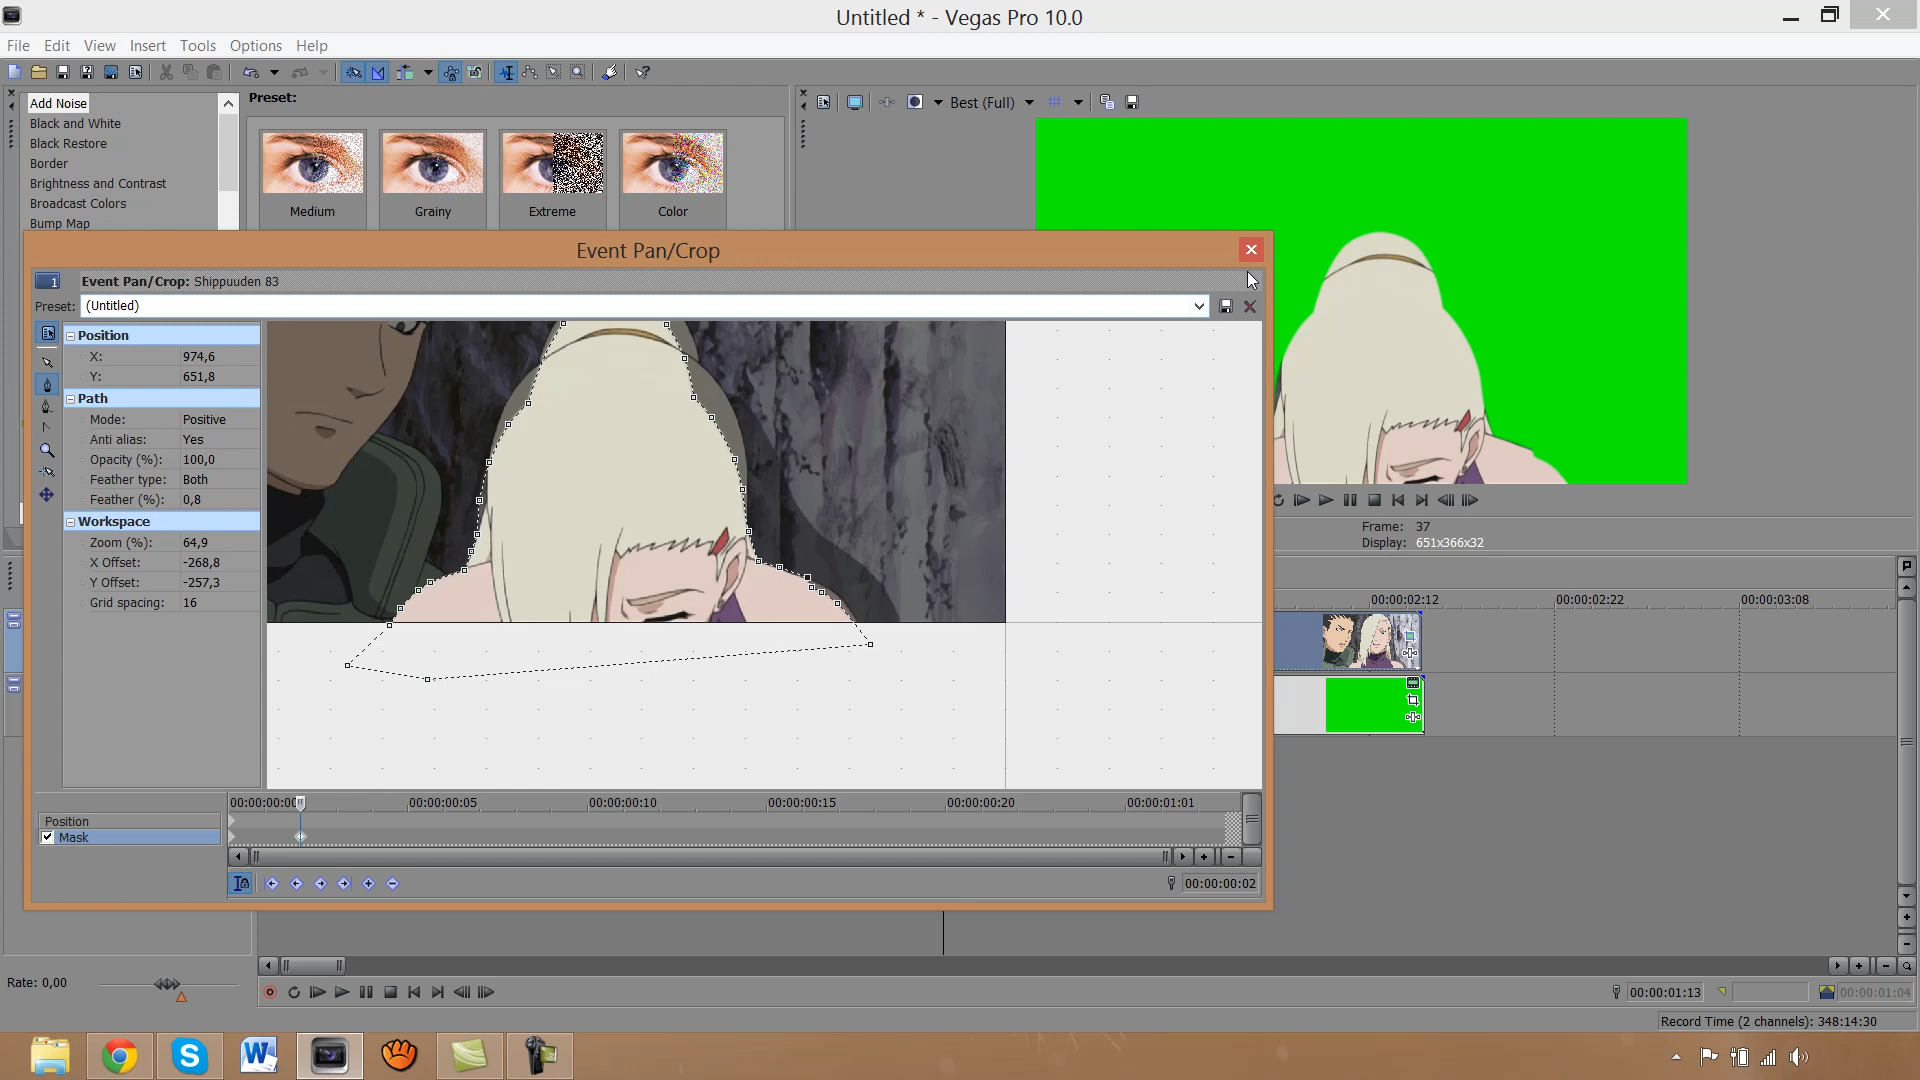 Untitled * - Vegas Pro 10.0
File Edit View Insert Tools Options Help
Add Noise
Black and White
Black Restore
Border
Brightness and Contrast
Broadcast Colors
Bump Map
Preset:
Medium Grainy Extreme Color
Best (Full)
Event Pan/Crop
1
Event Pan/Crop: Shippuuden 83
Preset: (Untitled)
Position
X: 974,6
Y: 651,8
Path
Mode: Positive
Anti alias: Yes
Opacity (%): 100,0
Feather type: Both
Feather (%): 0,8
Workspace
Zoom (%): 64,9
X Offset: -268,8
Y Offset: -257,3
Grid spacing: 16
Frame: 37
Display: 651x366x32
00:00:02:12 00:00:02:22 00:00:03:08
00:00:00:0 00:00:00:05 00:00:00:10 00:00:00:15 00:00:00:20 00:00:01:01
Position
Mask
00:00:00:02
Rate: 0,00
00:00:01:13
00:00:01:04
Record Time (2 channels): 348:14:30